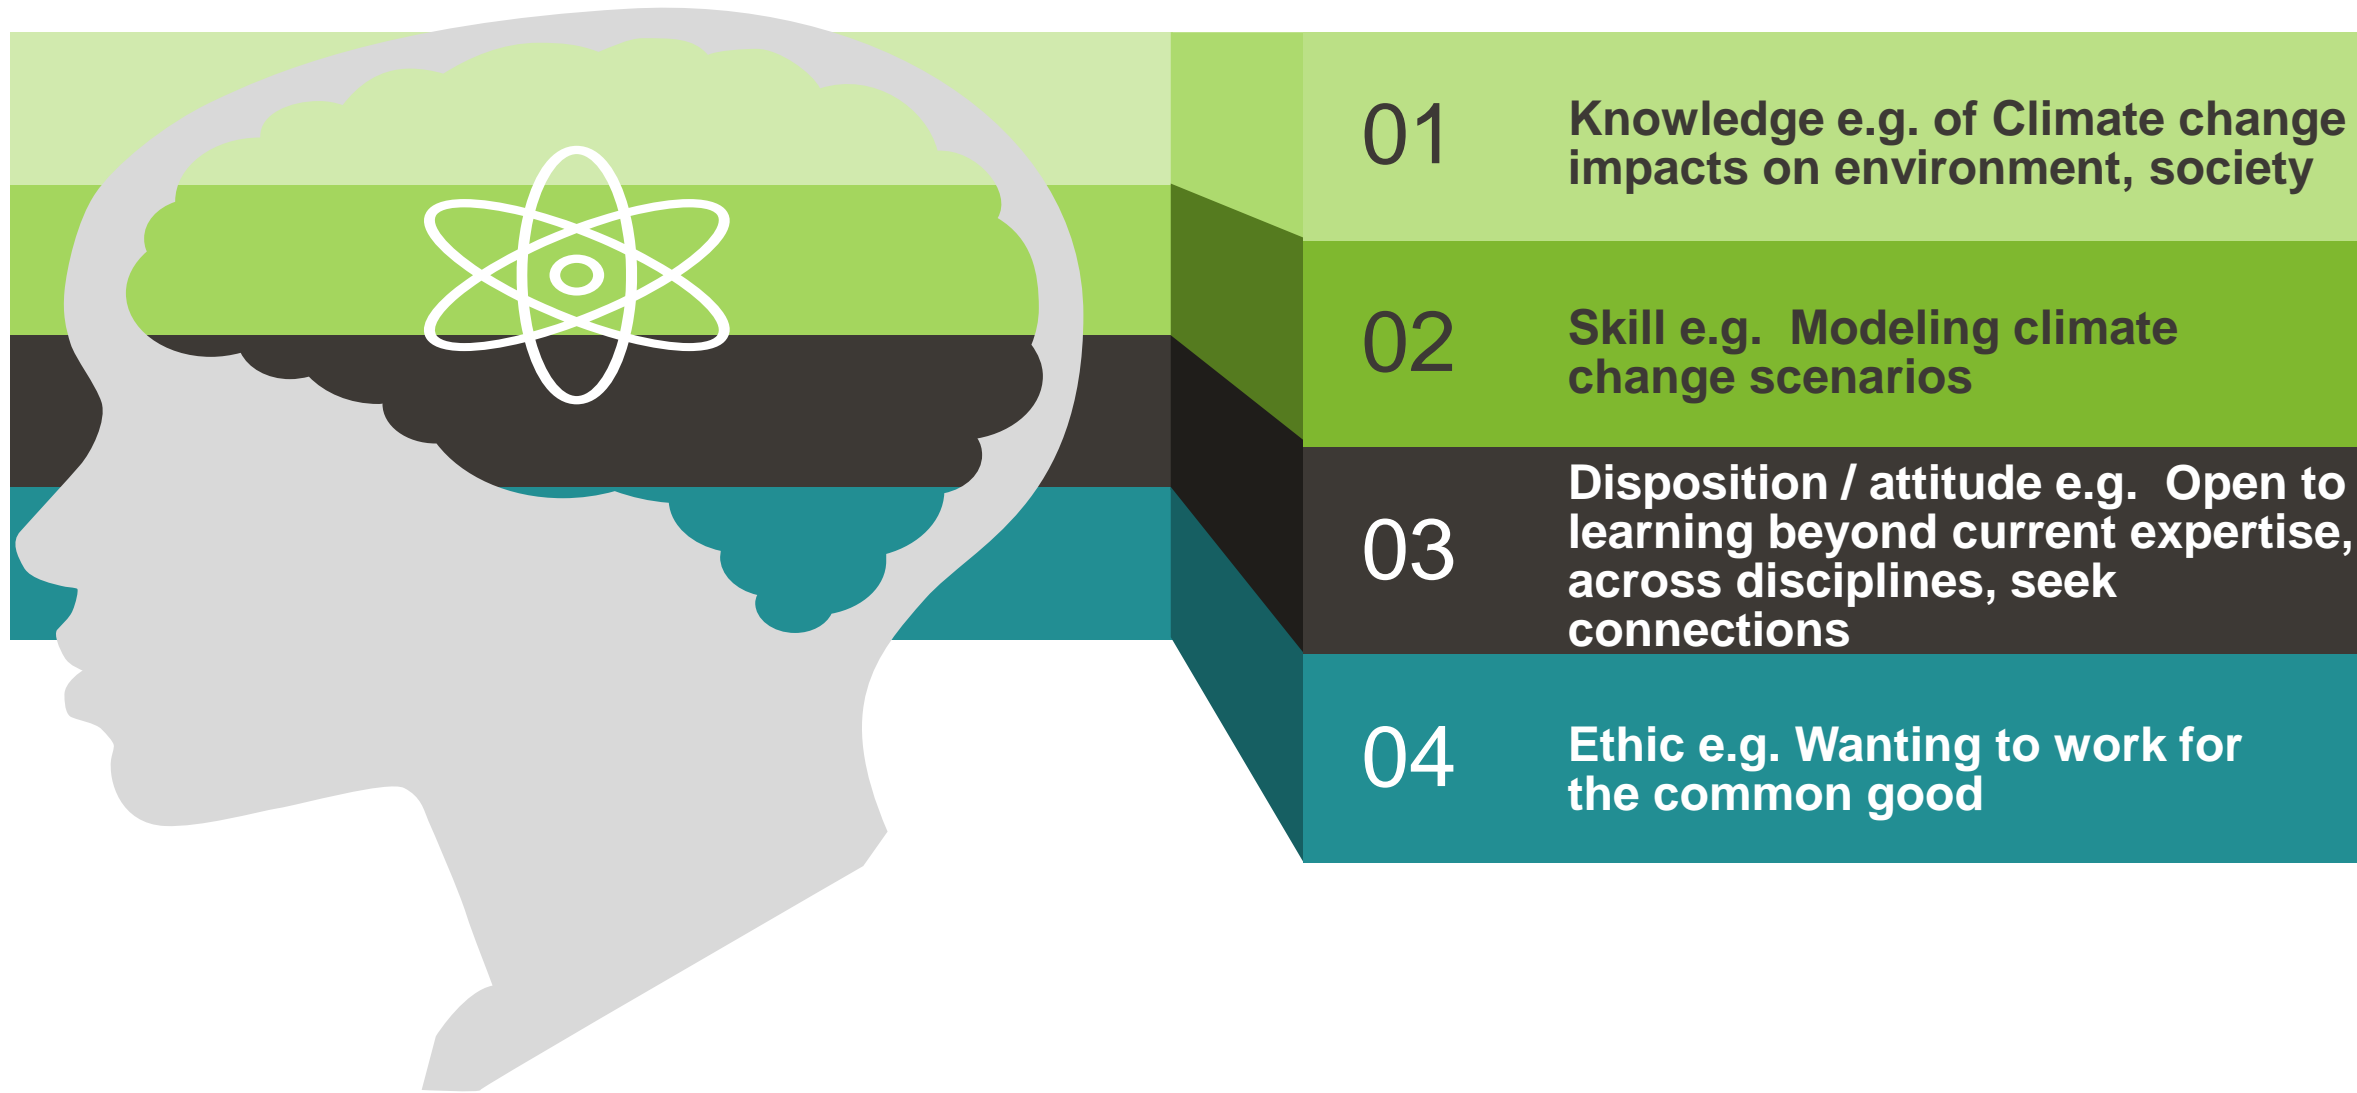 01
Knowledge e.g. of Climate change
impacts on environment, society
02
Skill e.g.  Modeling climate
change scenarios
03
Disposition / attitude e.g.  Open to
learning beyond current expertise,
across disciplines, seek
connections
04
Ethic e.g. Wanting to work for
the common good